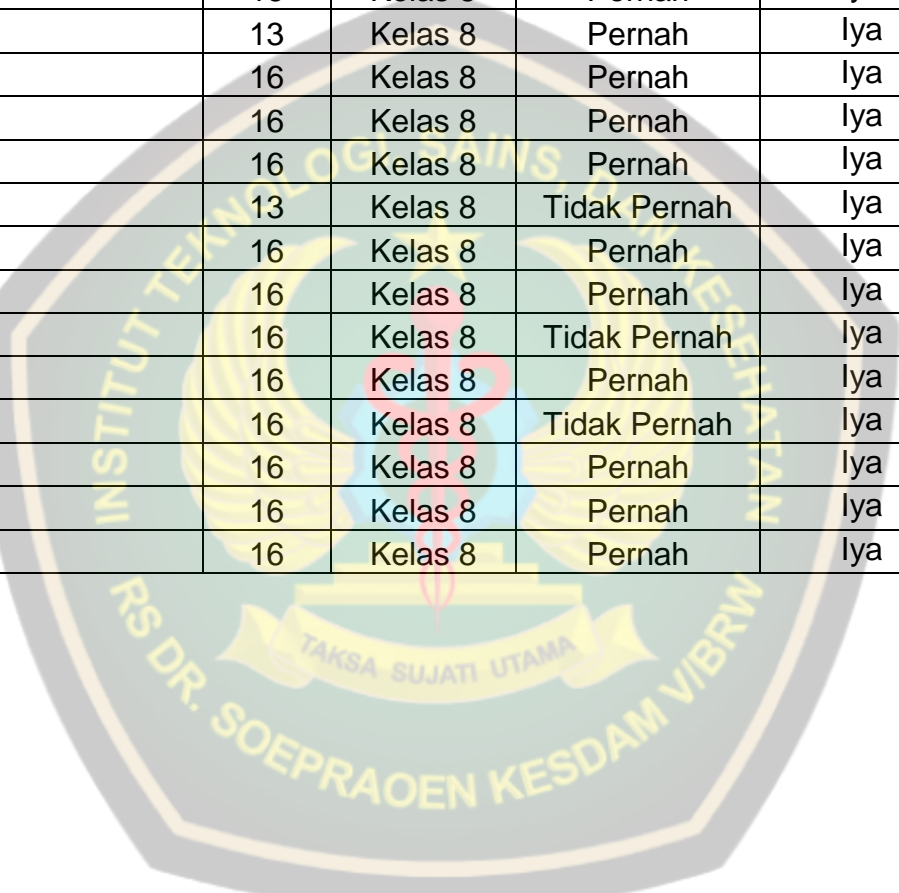 13 Kelas 8 Pernah Iya
16 Kelas 8 Pernah Iya
16 Kelas 8 Pernah Iya
16 Kelas 8 Pernah Iya
13 Kelas 8 Tidak Pernah Iya
16 Kelas 8 Pernah Iya
16 Kelas 8 Pernah Iya
16 Kelas 8 Tidak Pernah Iya
16 Kelas 8 Pernah Iya
16 Kelas 8 Tidak Pernah Iya
16 Kelas 8 Pernah Iya
16 Kelas 8 Pernah Iya
16 Kelas 8 Pernah Iya
INSTITUT TEKNOLOGI, SAINS, DAN KESEHATAN
TAKSA SUJATI UTAMA
RS DR. SOEPRAOEN KESDAM V/BRW